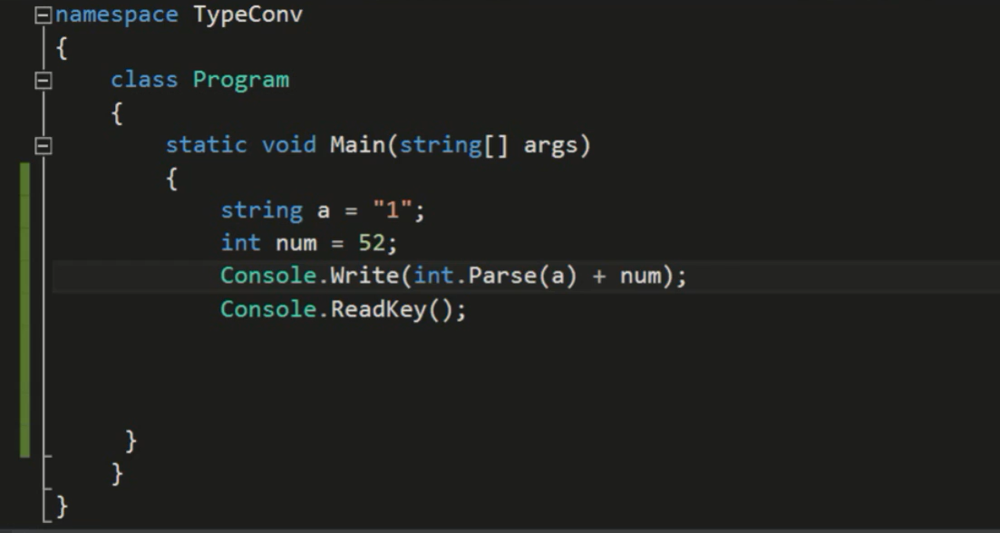 namespace TypeConv
{
class Program
{
static void Main(string[] args)
{
string a = "1";
int num = 52;
Console.Write(int.Parse(a) + num);
Console.ReadKey();
}
}
}